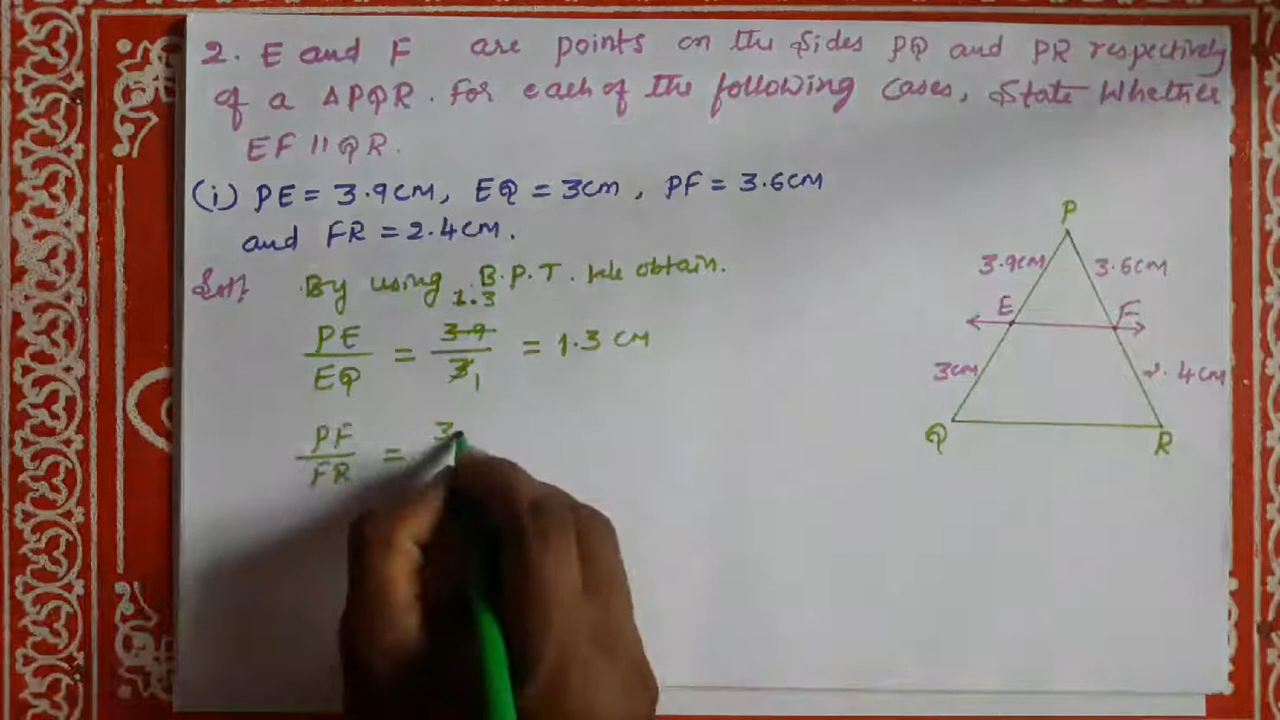 2. E and F are points on the sides PQ and PR respectively
of a ΔPQR. For each of the following cases, State Whether
EF || QR.
(i) PE = 3.9CM, EQ = 3cm, PF = 3.6CM
and FR = 2.4CM.
Sol: By using B.P.T. We obtain.
1.3
PE/EQ = 3.9/3 1 = 1.3 CM
PF/FR = 3
P
3.9CM 3.6CM
E F
3CM 2.4CM
Q R